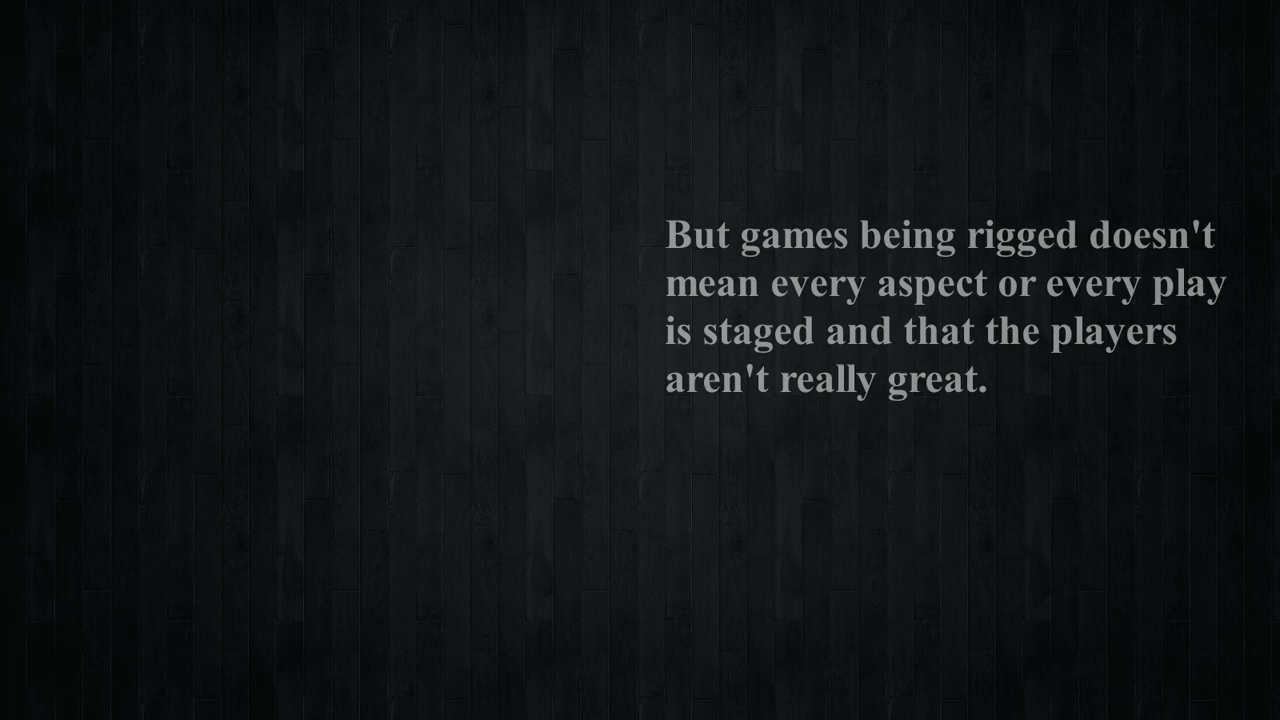 But games being rigged doesn't
mean every aspect or every play
is staged and that the players
aren't really great.